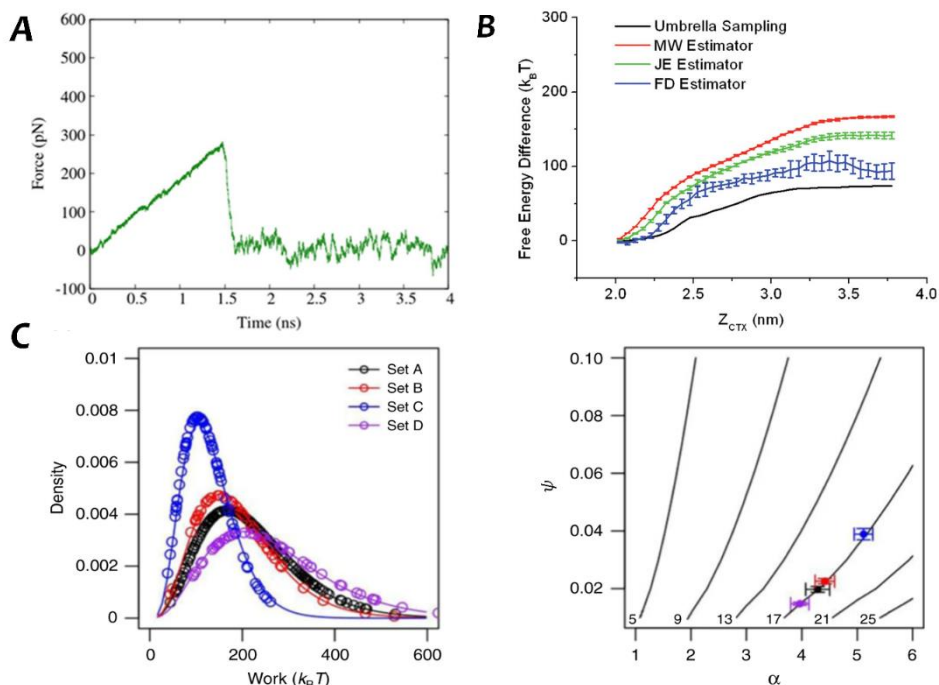 A
600
500
400
300
200
100
0
-100
Force (pN)
0 0.5 1 1.5 2 2.5 3 3.5 4
Time (ns)
B
Umbrella Sampling
MW Estimator
JE Estimator
FD Estimator
300
150
0
Free Energy Difference (kBT)
2.0 2.5 3.0 3.5 4.0
ZCTX (nm)
C
0.01
0.008
0.006
0.004
0.002
0
Density
Set A
Set B
Set C
Set D
0 200 400 600
Work (kBT)
0.10
0.08
0.06
0.04
0.02
ψ
5 9 13 17 21 25
1 2 3 4 5 6
α